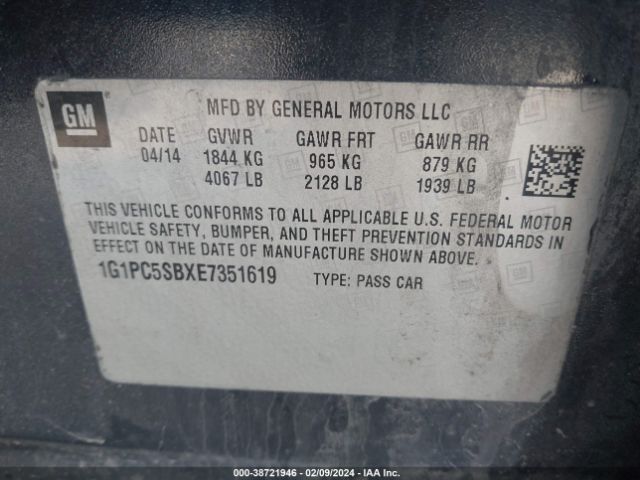 GM
MFD BY GENERAL MOTORS LLC
DATE GVWR GAWR FRT GAWR RR
04/14 1844 KG 965 KG 879 KG
4067 LB 2128 LB 1939 LB
THIS VEHICLE CONFORMS TO ALL APPLICABLE U.S. FEDERAL MOTOR
VEHICLE SAFETY, BUMPER, AND THEFT PREVENTION STANDARDS IN
EFFECT ON THE DATE OF MANUFACTURE SHOWN ABOVE.
1G1PC5SBXE7351619 TYPE: PASS CAR
000-38721946 - 02/09/2024 - IAA Inc.